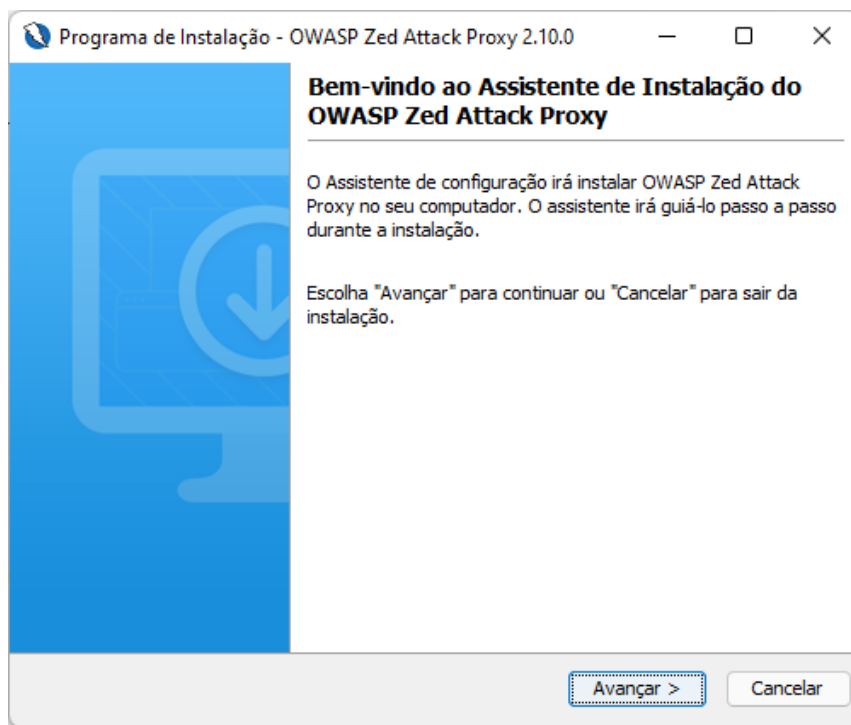 Programa de Instalação - OWASP Zed Attack Proxy 2.10.0
Bem-vindo ao Assistente de Instalação do
OWASP Zed Attack Proxy
O Assistente de configuração irá instalar OWASP Zed Attack
Proxy no seu computador. O assistente irá guiá-lo passo a passo
durante a instalação.
Escolha "Avançar" para continuar ou "Cancelar" para sair da
instalação.
Avançar >
Cancelar